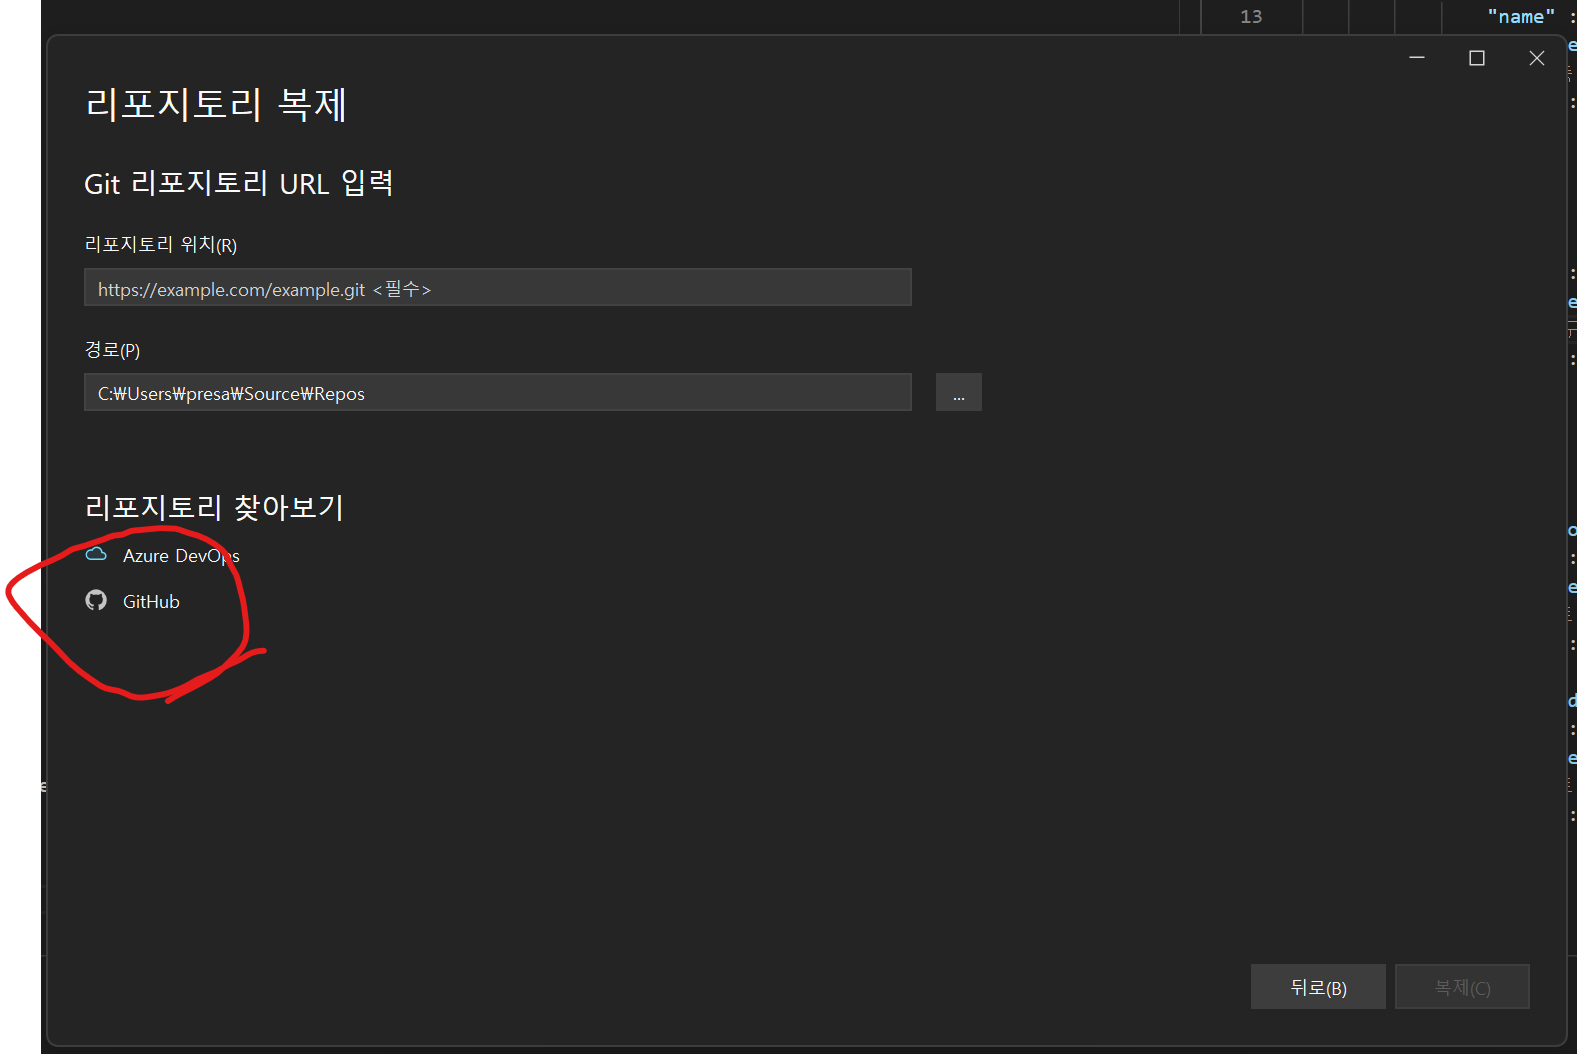 13 "name" :
리포지토리 복제
Git 리포지토리 URL 입력
리포지토리 위치(R)
https://example.com/example.git <필수>
경로(P)
C:₩Users₩presa₩Source₩Repos
...
리포지토리 찾아보기
Azure DevOps
GitHub
뒤로(B) 복제(C)